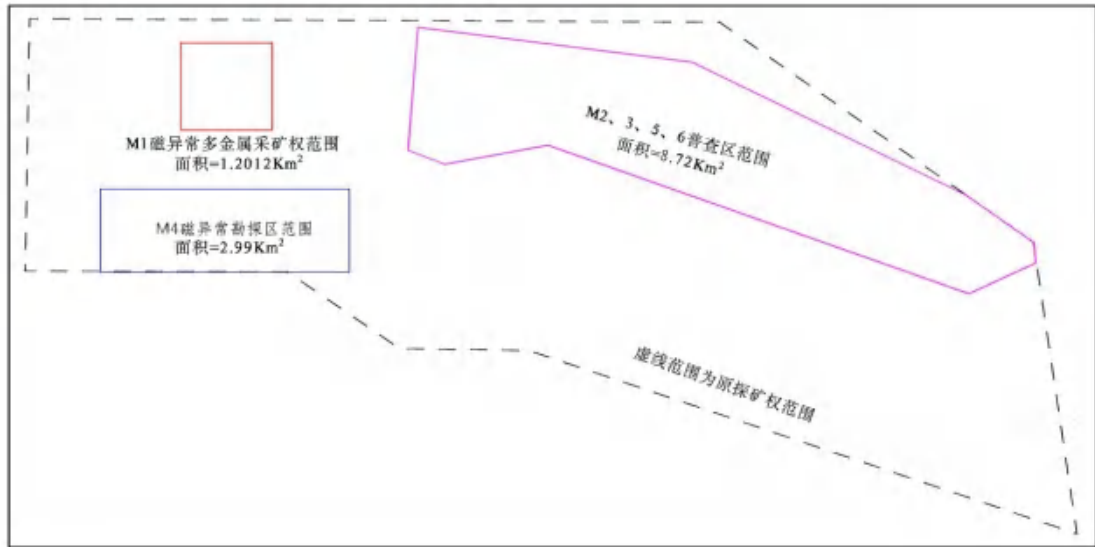 M1磁异常多金属采矿权范围
面积=1.2012Km²
M2、3、5、6普查区范围
面积=8.72Km²
M4磁异常勘探区范围
面积=2.99Km²
虚线范围为原探矿权范围